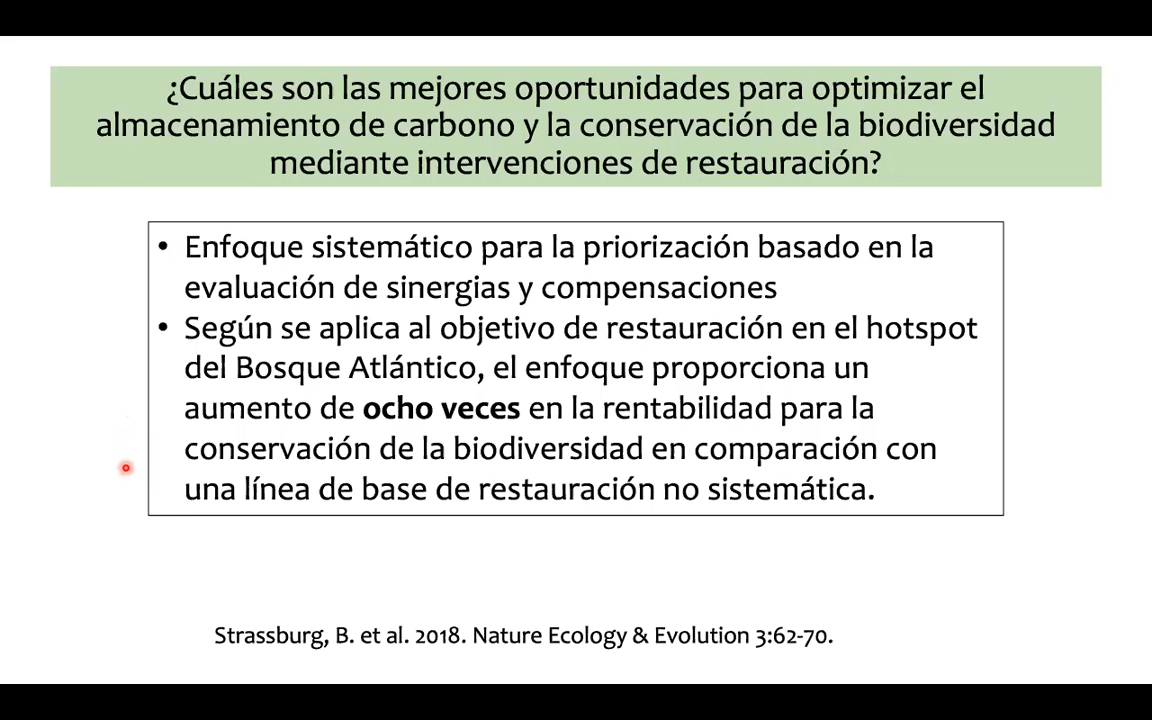 ¿Cuáles son las mejores oportunidades para optimizar el
almacenamiento de carbono y la conservación de la biodiversidad
mediante intervenciones de restauración?
• Enfoque sistemático para la priorización basado en la
evaluación de sinergias y compensaciones
• Según se aplica al objetivo de restauración en el hotspot
del Bosque Atlántico, el enfoque proporciona un
aumento de ocho veces en la rentabilidad para la
conservación de la biodiversidad en comparación con
una línea de base de restauración no sistemática.
Strassburg, B. et al. 2018. Nature Ecology & Evolution 3:62-70.